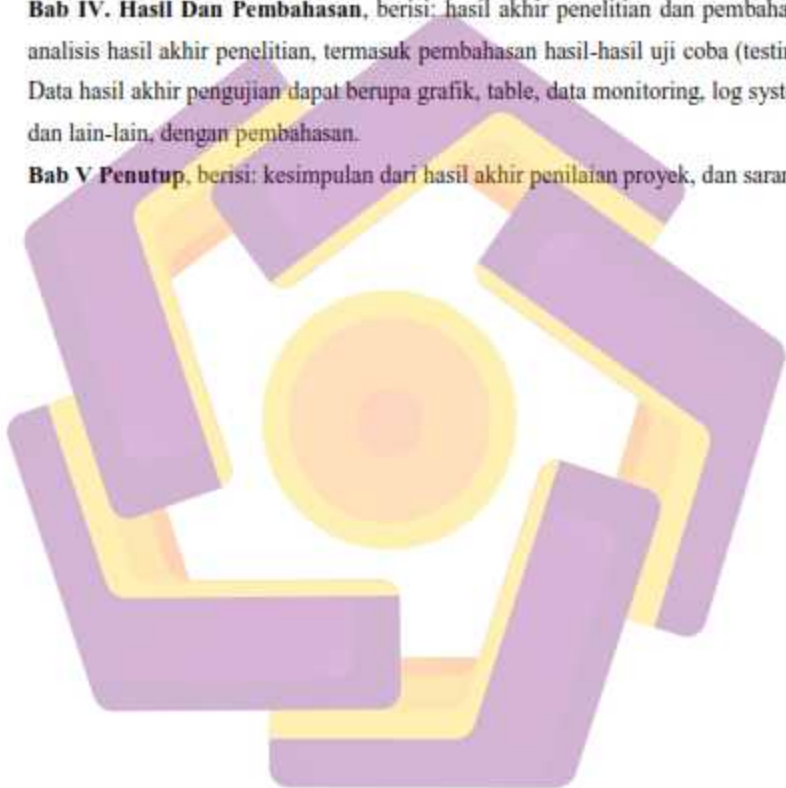 Bab IV. Hasil Dan Pembahasan, berisi: hasil akhir penelitian dan
analisis hasil akhir penelitian, termasuk pembahasan hasil-hasil uji coba
Data hasil akhir pengujian dapat berupa grafik, table, data monitoring, log
dan lain-lain, dengan pembahasan.
Bab V Penutup, berisi: kesimpulan dari hasil akhir penilaian proyek, dan